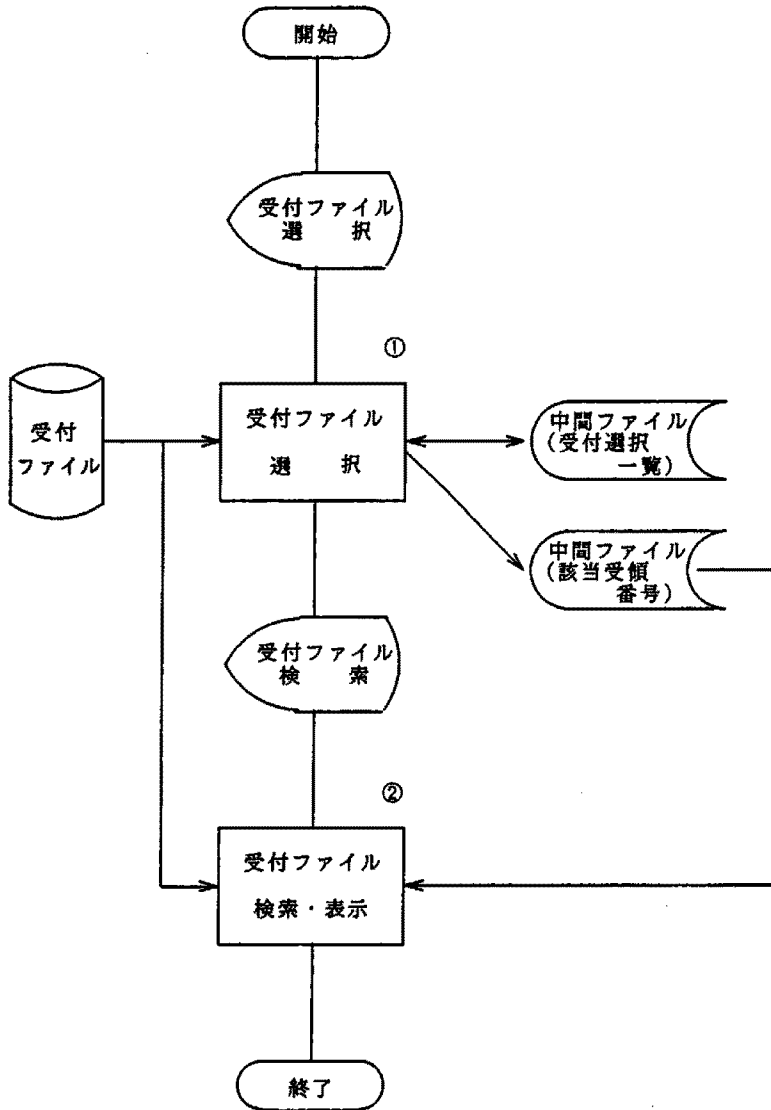 開始
受付ファイル
選　　択
①
受付ファイル
選　　択
受付
ファイル
中間ファイル
(受付選択
一覧)
中間ファイル
(該当受領
番号)
受付ファイル
検　　索
②
受付ファイル
検索・表示
終了